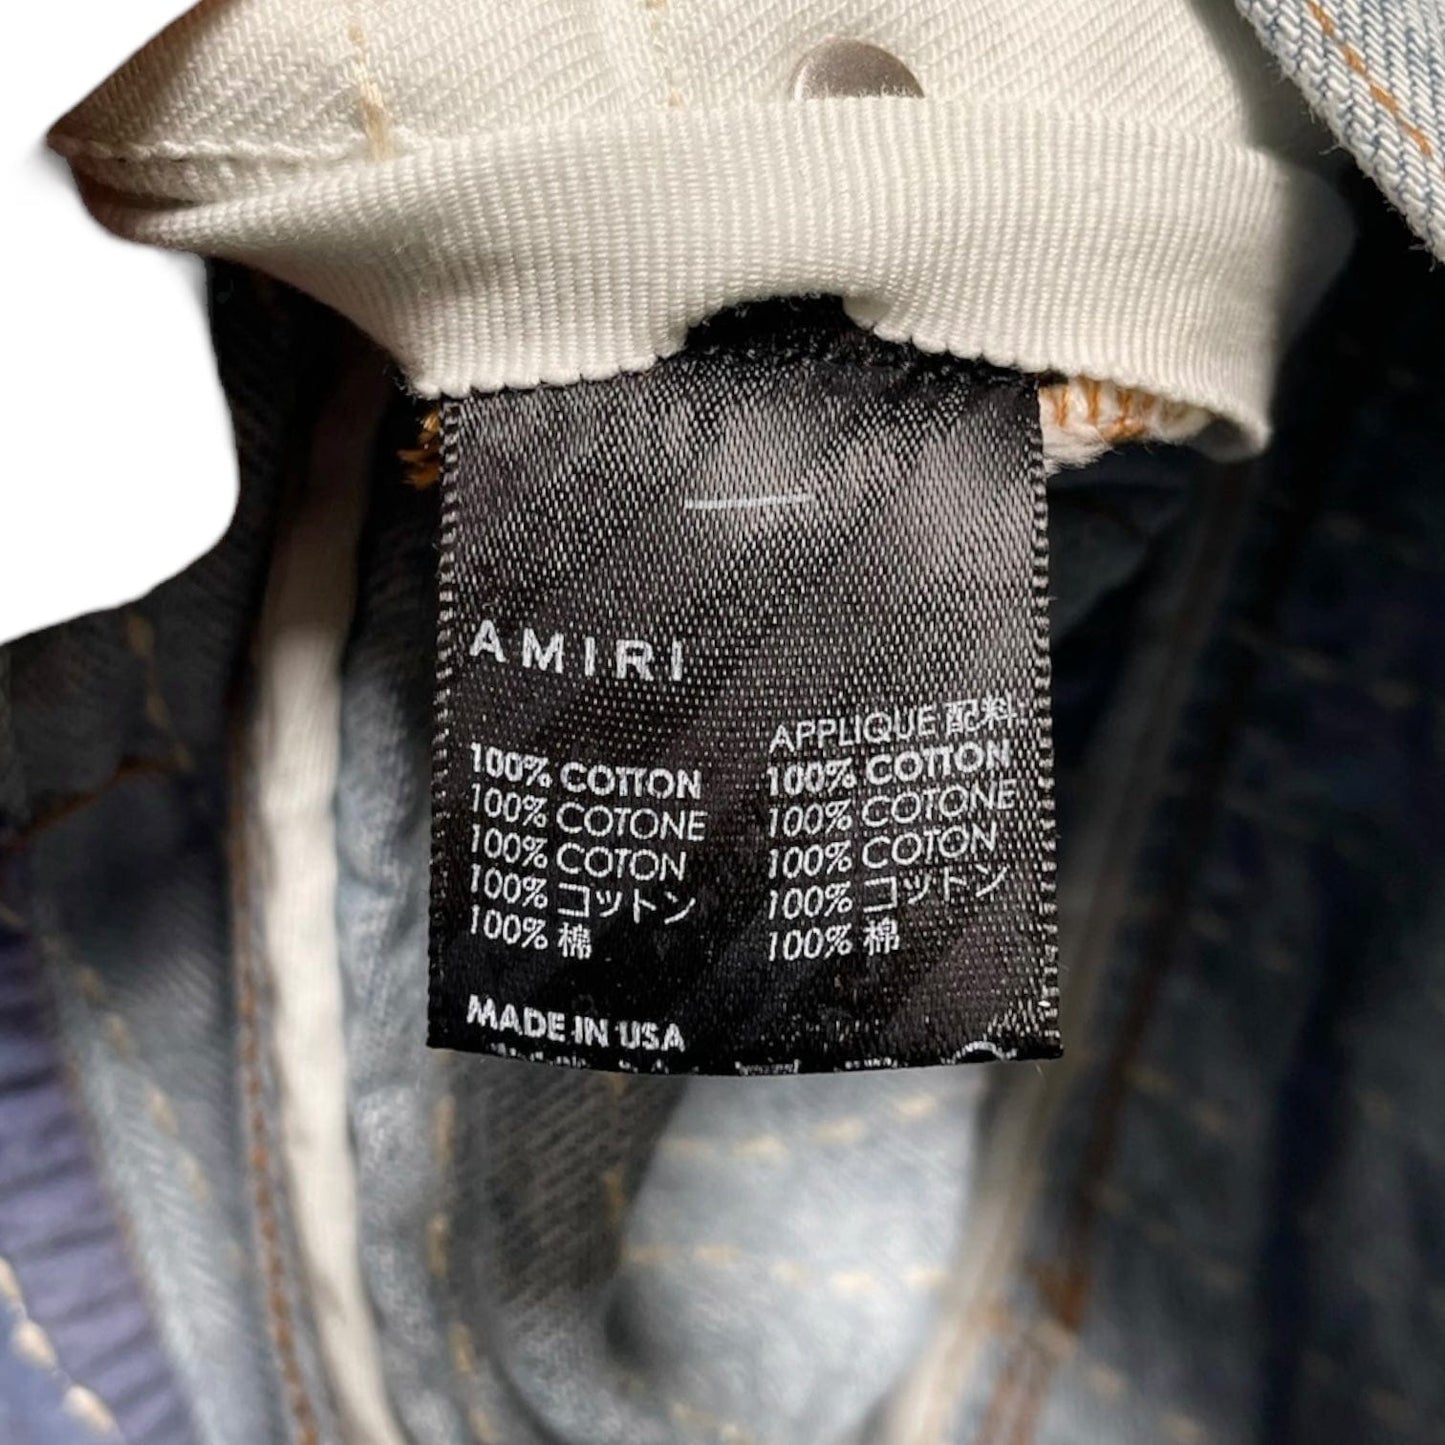 AMIRI
100% COTTON
100% COTONE
100% COTON
100% コットン
100% 棉
APPLIQUE 配料
100% COTTON
100% COTONE
100% COTON
100% コットン
100% 棉
MADE IN USA